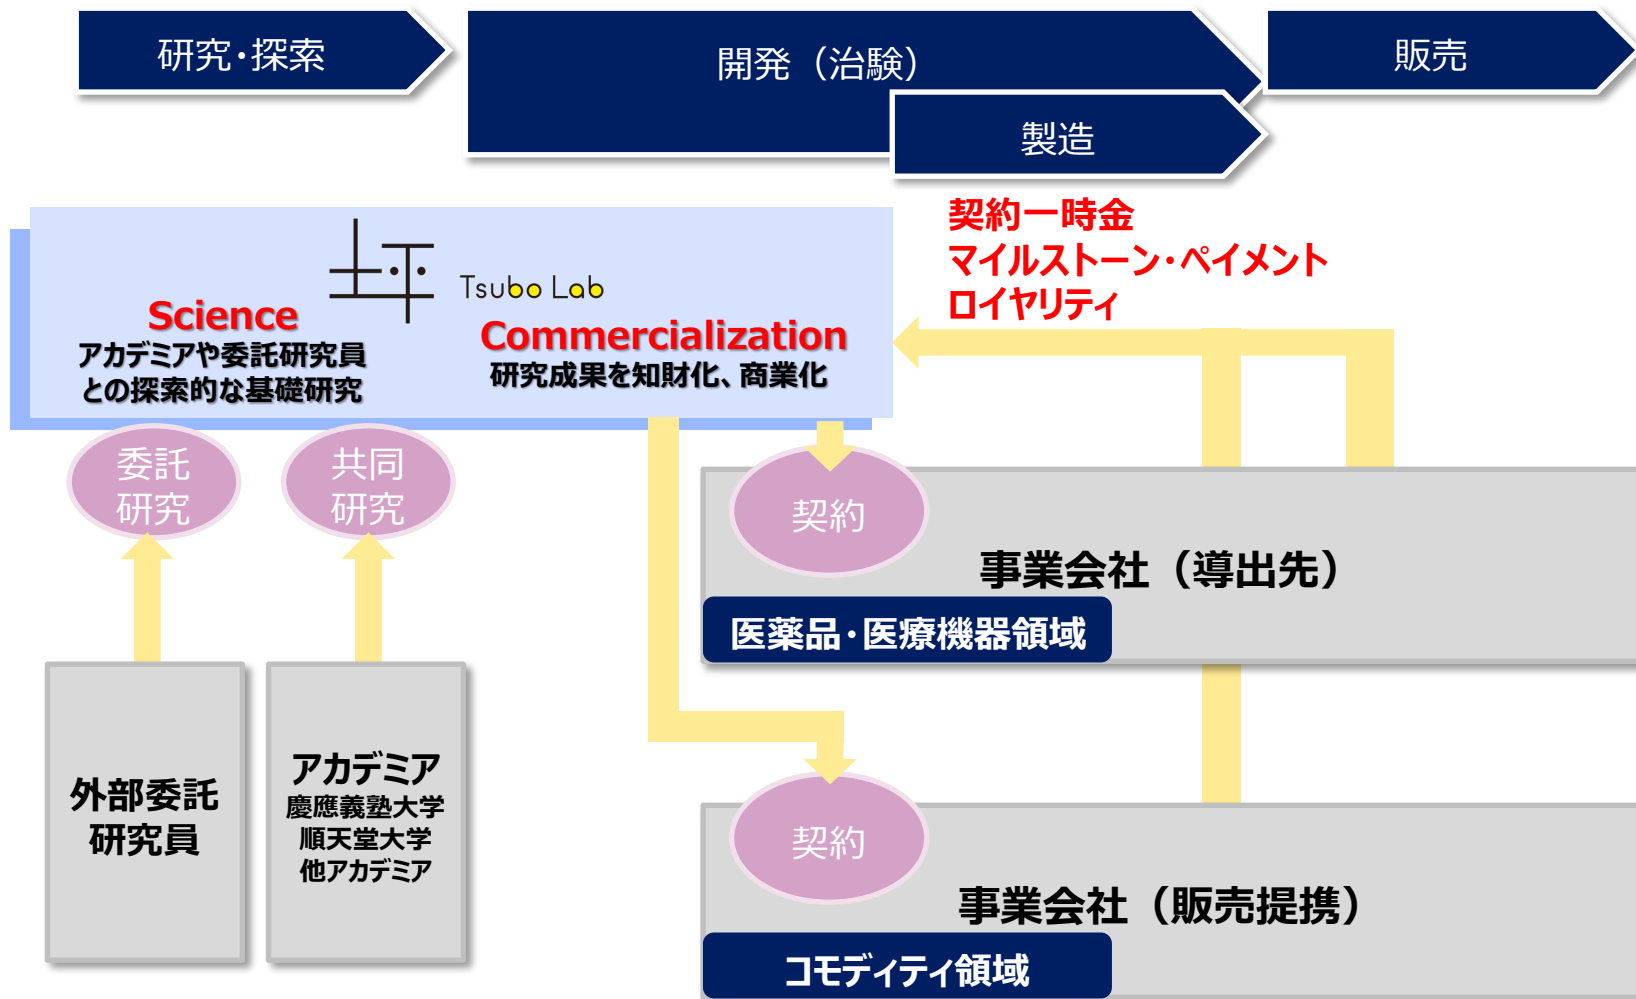 研究・探索
開発（治験）
販売
製造
契約一時金
マイルストーン・ペイメント
ロイヤリティ
坪
Tsubo Lab
Science
アカデミアや委託研究員
との探索的な基礎研究
Commercialization
研究成果を知財化、商業化
委託
研究
共同
研究
契約
事業会社（導出先）
医薬品・医療機器領域
外部委託
研究員
アカデミア
慶應義塾大学
順天堂大学
他アカデミア
契約
事業会社（販売提携）
コモディティ領域